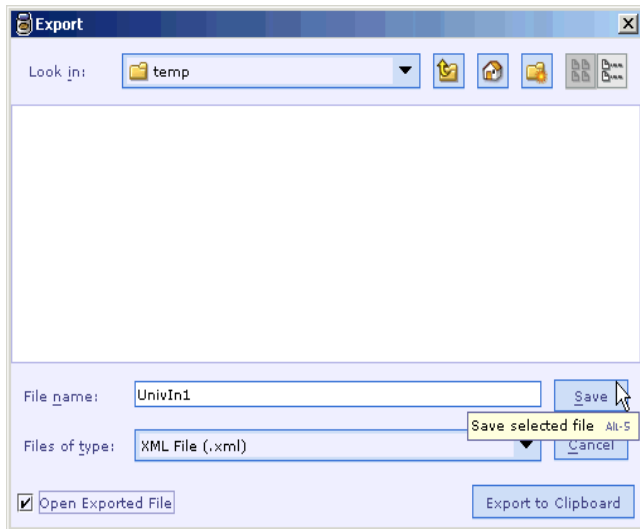 Export
Look in: temp
File name: UnivIn1 Save
Save selected file Alt-S
Files of type: XML File (.xml) Cancel
Open Exported File Export to Clipboard